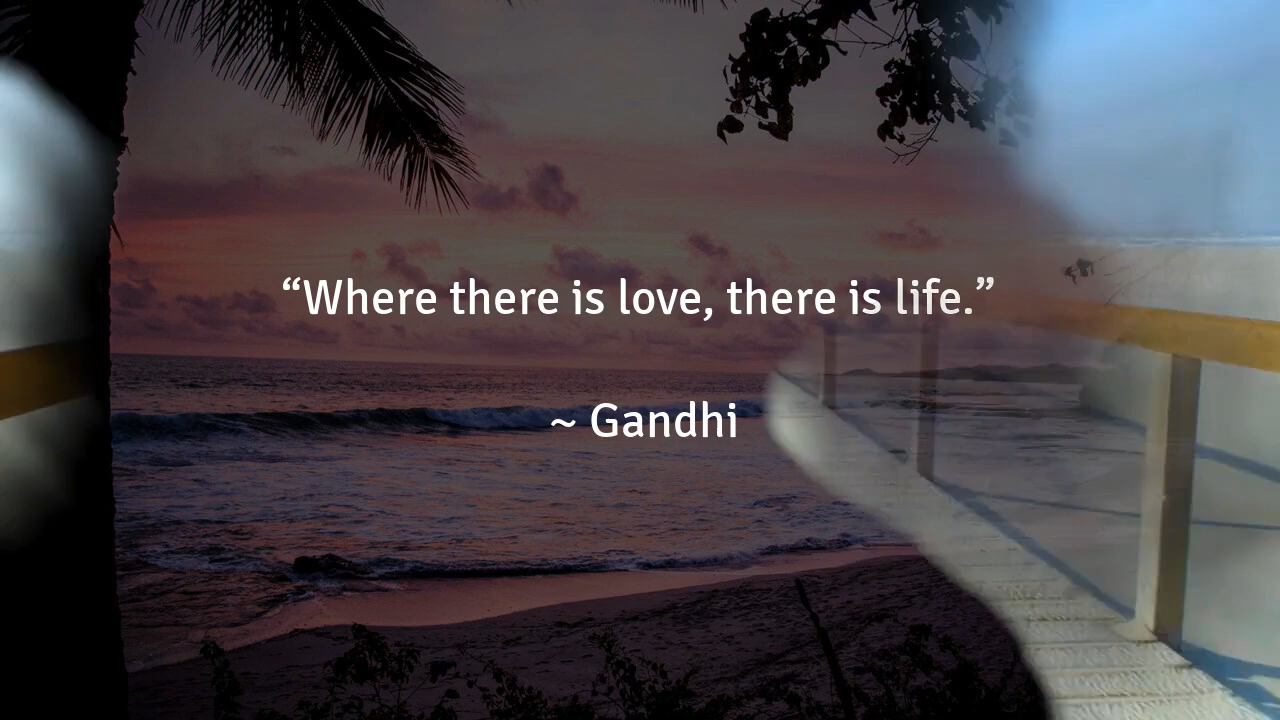 “Where there is love, there is life.”
~ Gandhi